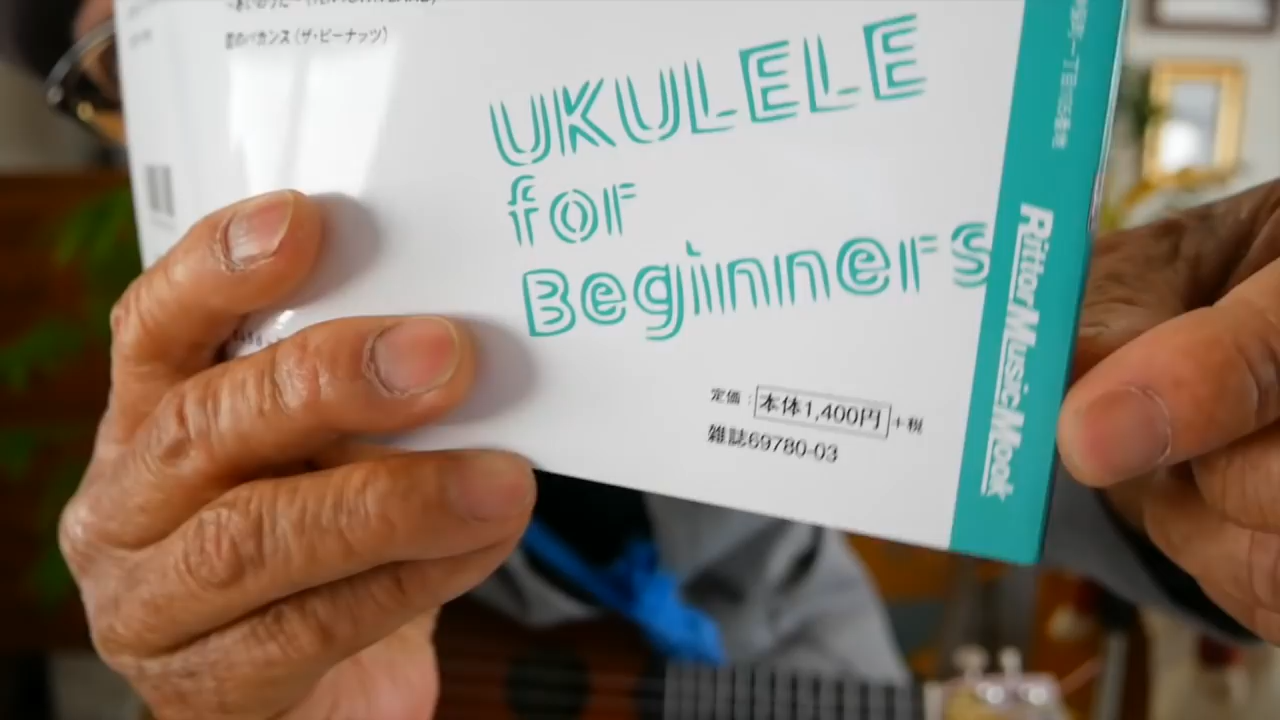 恋のバカンス（ザ・ピーナッツ）
UKULELE
for
Beginners
定価：本体1,400円＋税
雑誌69780-03
Rittor Music Mook